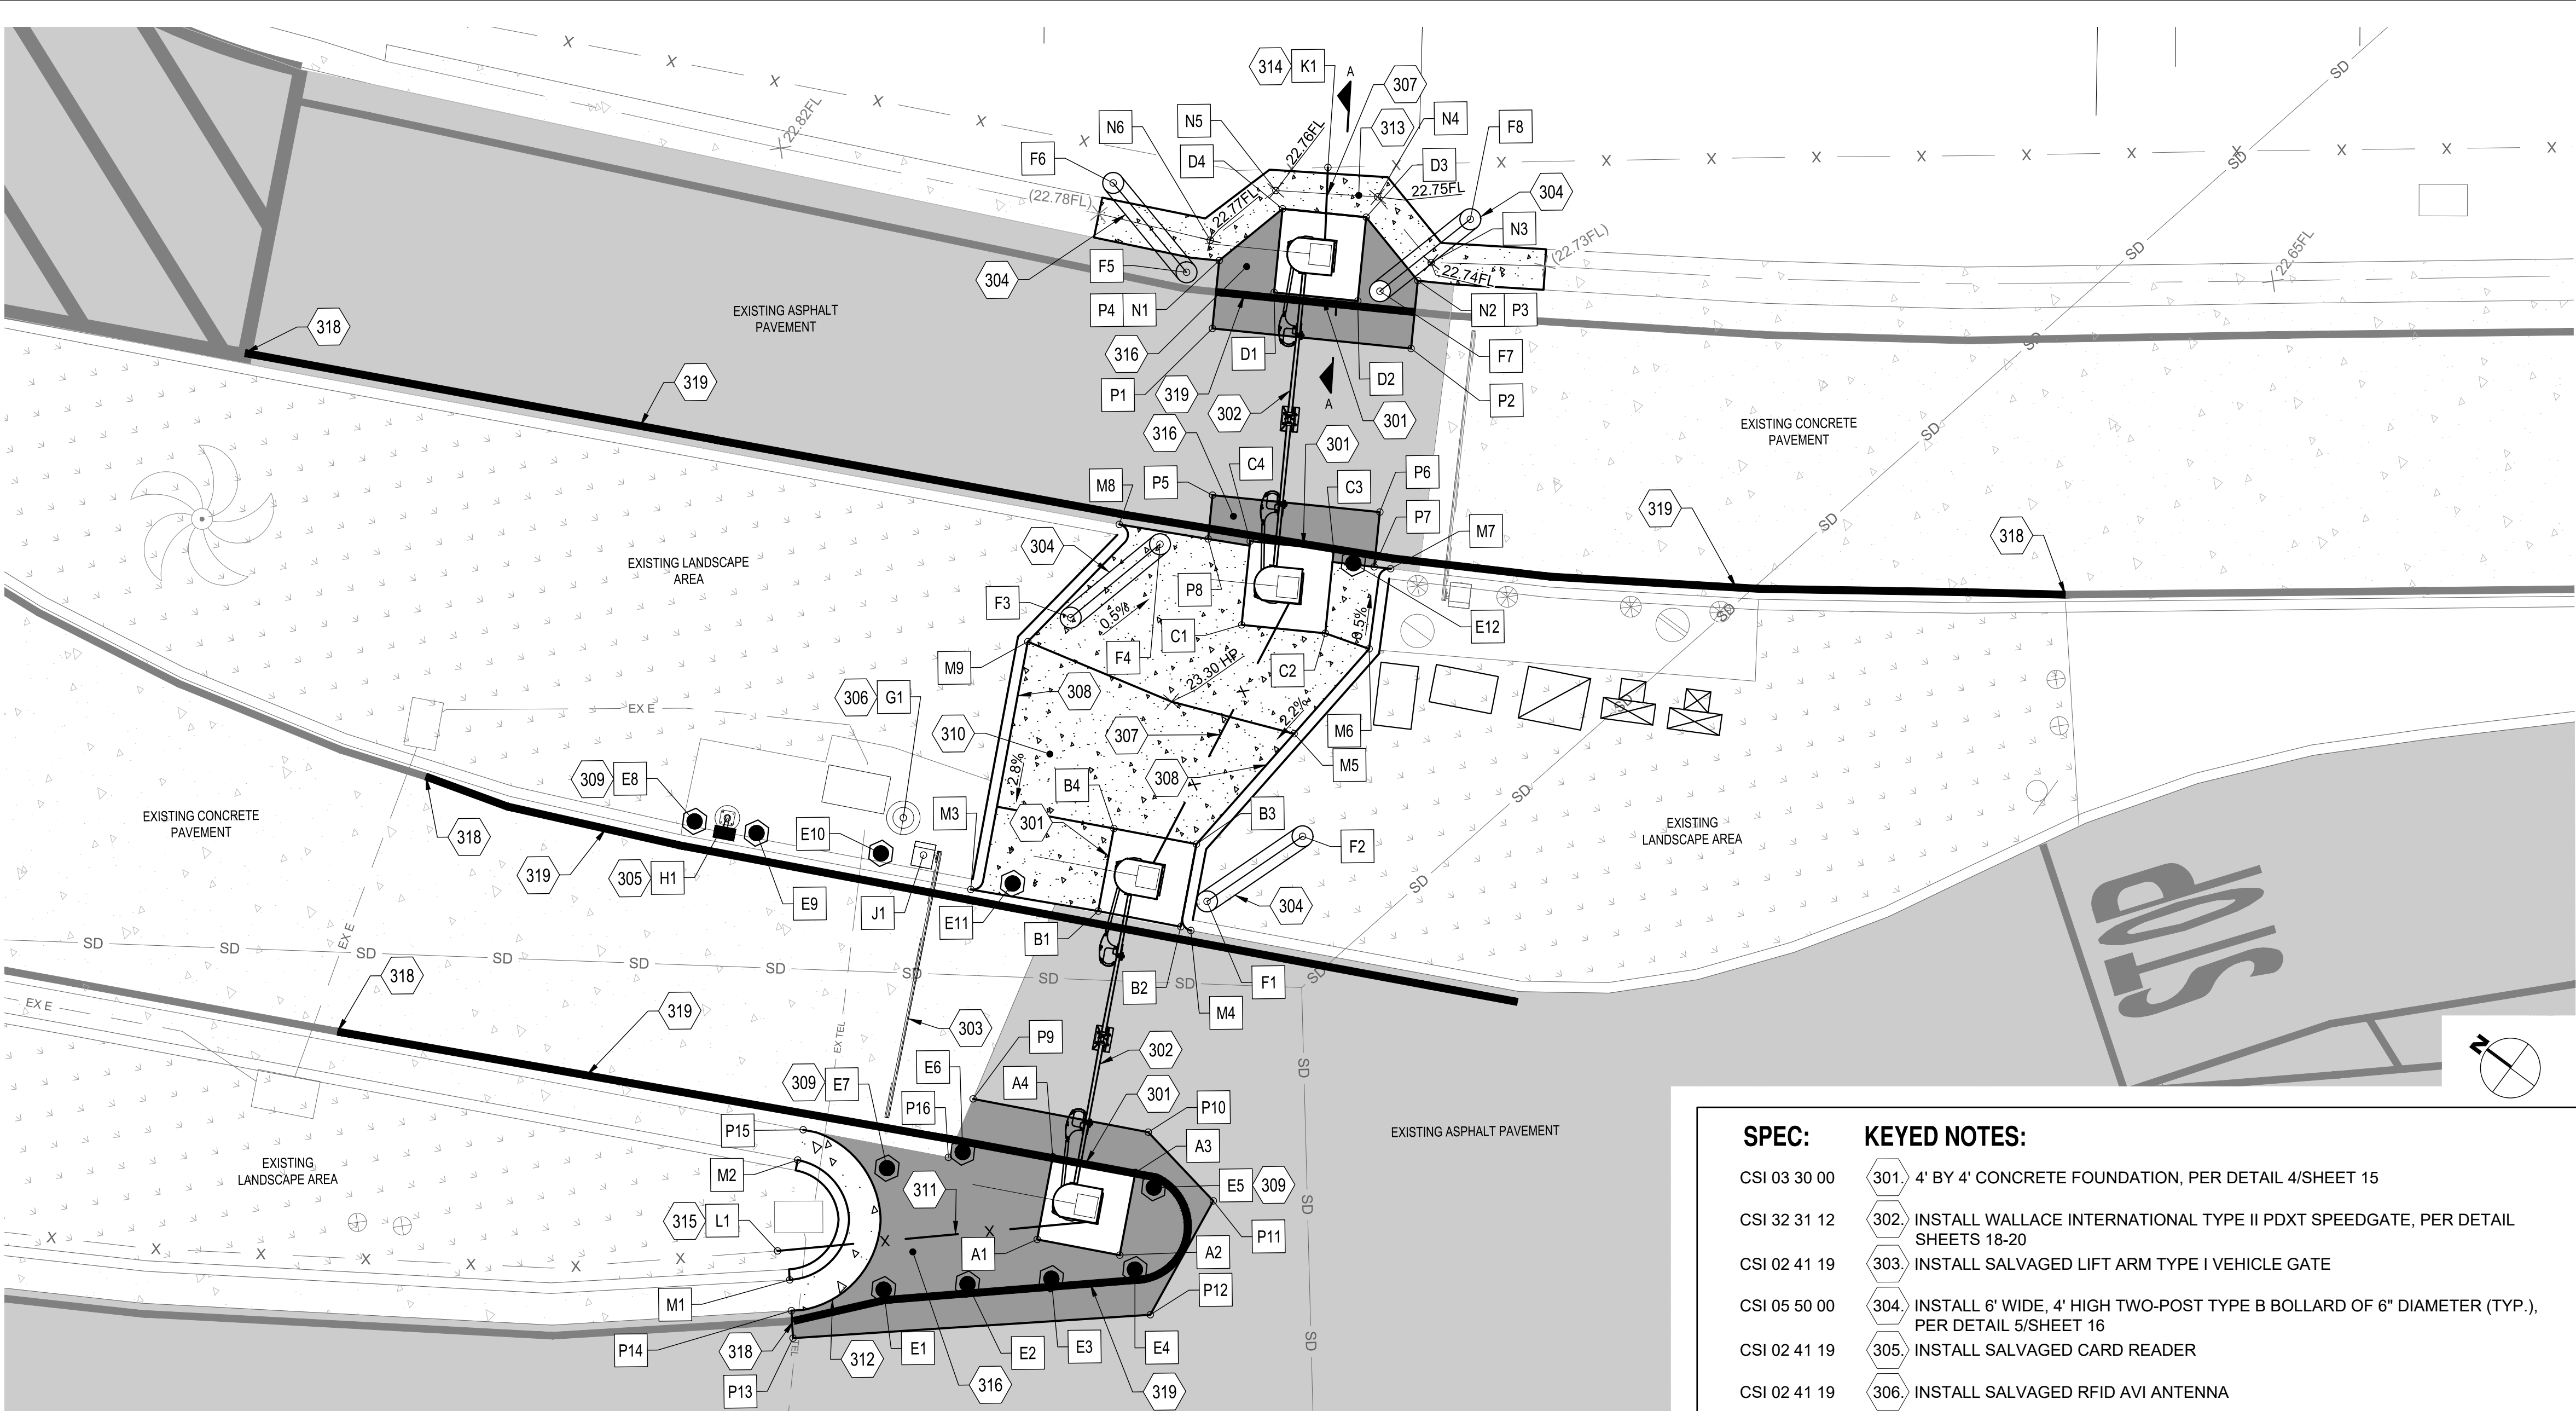 314 K1
A
307
N5
N4
N6
313
F8
22.82FL
22.76FL
F6
D4
D3
22.75FL
304
(22.78FL)
22.77FL
N3
(22.73FL)
22.65FL
F5
304
22.74FL
EXISTING ASPHALT
PAVEMENT
P4 N1
N2 P3
318
316
D1
F7
319
P1
319
D2
P2
302
A
301
EXISTING CONCRETE
PAVEMENT
316
301
C4
P6
M8
P5
C3
319
P7
M7
318
304
EXISTING LANDSCAPE
AREA
F3
P8
0.5%
0.5%
E12
C1
M9
F4
C2
23.30 HP
308
306 G1
EX E
2.2%
310
307
M6
2.8%
M5
309 E8
308
B4
EXISTING CONCRETE
PAVEMENT
M3
B3
301
EXISTING
LANDSCAPE AREA
318
E10
F2
319
305 H1
E9
J1
304
E11
B1
EX E
SD SD SD SD SD SD SD SD SD
318
B2
F1
STOP
EX E
319
303
M4
P9
302
EX TEL
N
E6
309 E7
A4
301
P16
P10
P15
A3
EXISTING ASPHALT PAVEMENT
EXISTING
LANDSCAPE AREA
M2
311
E5 309
315 L1
A1
A2
P11
M1
P12
P14
318
312
E1
E2
E3
E4
P13
316
319
SPEC: KEYED NOTES:
CSI 03 30 00 301. 4' BY 4' CONCRETE FOUNDATION, PER DETAIL 4/SHEET 15
CSI 32 31 12 302. INSTALL WALLACE INTERNATIONAL TYPE II PDXT SPEEDGATE, PER DETAIL
SHEETS 18-20
CSI 02 41 19 303. INSTALL SALVAGED LIFT ARM TYPE I VEHICLE GATE
CSI 05 50 00 304. INSTALL 6' WIDE, 4' HIGH TWO-POST TYPE B BOLLARD OF 6" DIAMETER (TYP.),
PER DETAIL 5/SHEET 16
CSI 02 41 19 305. INSTALL SALVAGED CARD READER
CSI 02 41 19 306. INSTALL SALVAGED RFID AVI ANTENNA